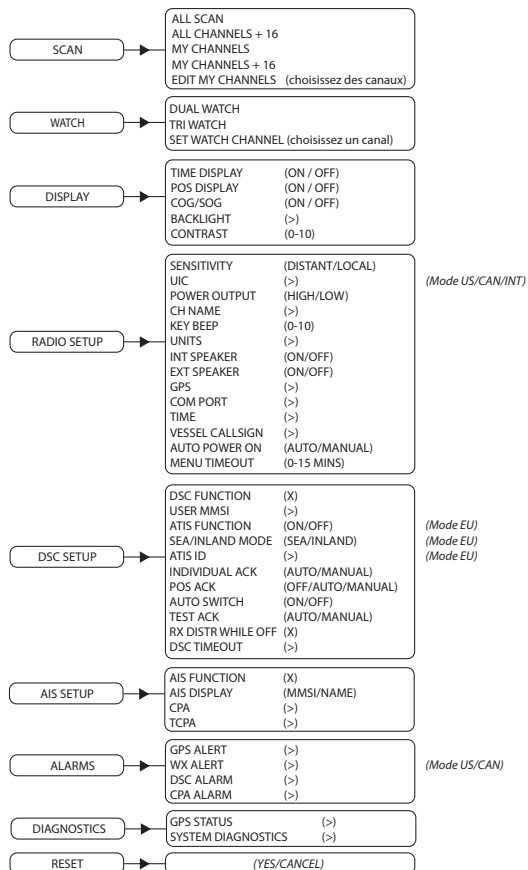 SCAN
ALL SCAN
ALL CHANNELS + 16
MY CHANNELS
MY CHANNELS + 16
EDIT MY CHANNELS (choisissez des canaux)
WATCH
DUAL WATCH
TRI WATCH
SET WATCH CHANNEL (choisissez un canal)
DISPLAY
TIME DISPLAY (ON / OFF)
POS DISPLAY (ON / OFF)
COG/SOG (ON / OFF)
BACKLIGHT (>)
CONTRAST (0-10)
RADIO SETUP
SENSITIVITY (DISTANT/LOCAL)
UIC (>) (Mode US/CAN/INT)
POWER OUTPUT (HIGH/LOW)
CH NAME (>)
KEY BEEP (0-10)
UNITS (>)
INT SPEAKER (ON/OFF)
EXT SPEAKER (ON/OFF)
GPS (>)
COM PORT (>)
TIME (>)
VESSEL CALLSIGN (>)
AUTO POWER ON (AUTO/MANUAL)
MENU TIMEOUT (0-15 MINS)
DSC SETUP
DSC FUNCTION (X)
USER MMSI (>)
ATIS FUNCTION (ON/OFF) (Mode EU)
SEA/INLAND MODE (SEA/INLAND) (Mode EU)
ATIS ID (>) (Mode EU)
INDIVIDUAL ACK (AUTO/MANUAL)
POS ACK (OFF/AUTO/MANUAL)
AUTO SWITCH (ON/OFF)
TEST ACK (AUTO/MANUAL)
RX DISTR WHILE OFF (X)
DSC TIMEOUT (>)
AIS SETUP
AIS FUNCTION (X)
AIS DISPLAY (MMSI/NAME)
CPA (>)
TCPA (>)
ALARMS
GPS ALERT (>)
WX ALERT (>) (Mode US/CAN)
DSC ALARM (>)
CPA ALARM (>)
DIAGNOSTICS
GPS STATUS (>)
SYSTEM DIAGNOSTICS (>)
RESET
(YES/CANCEL)